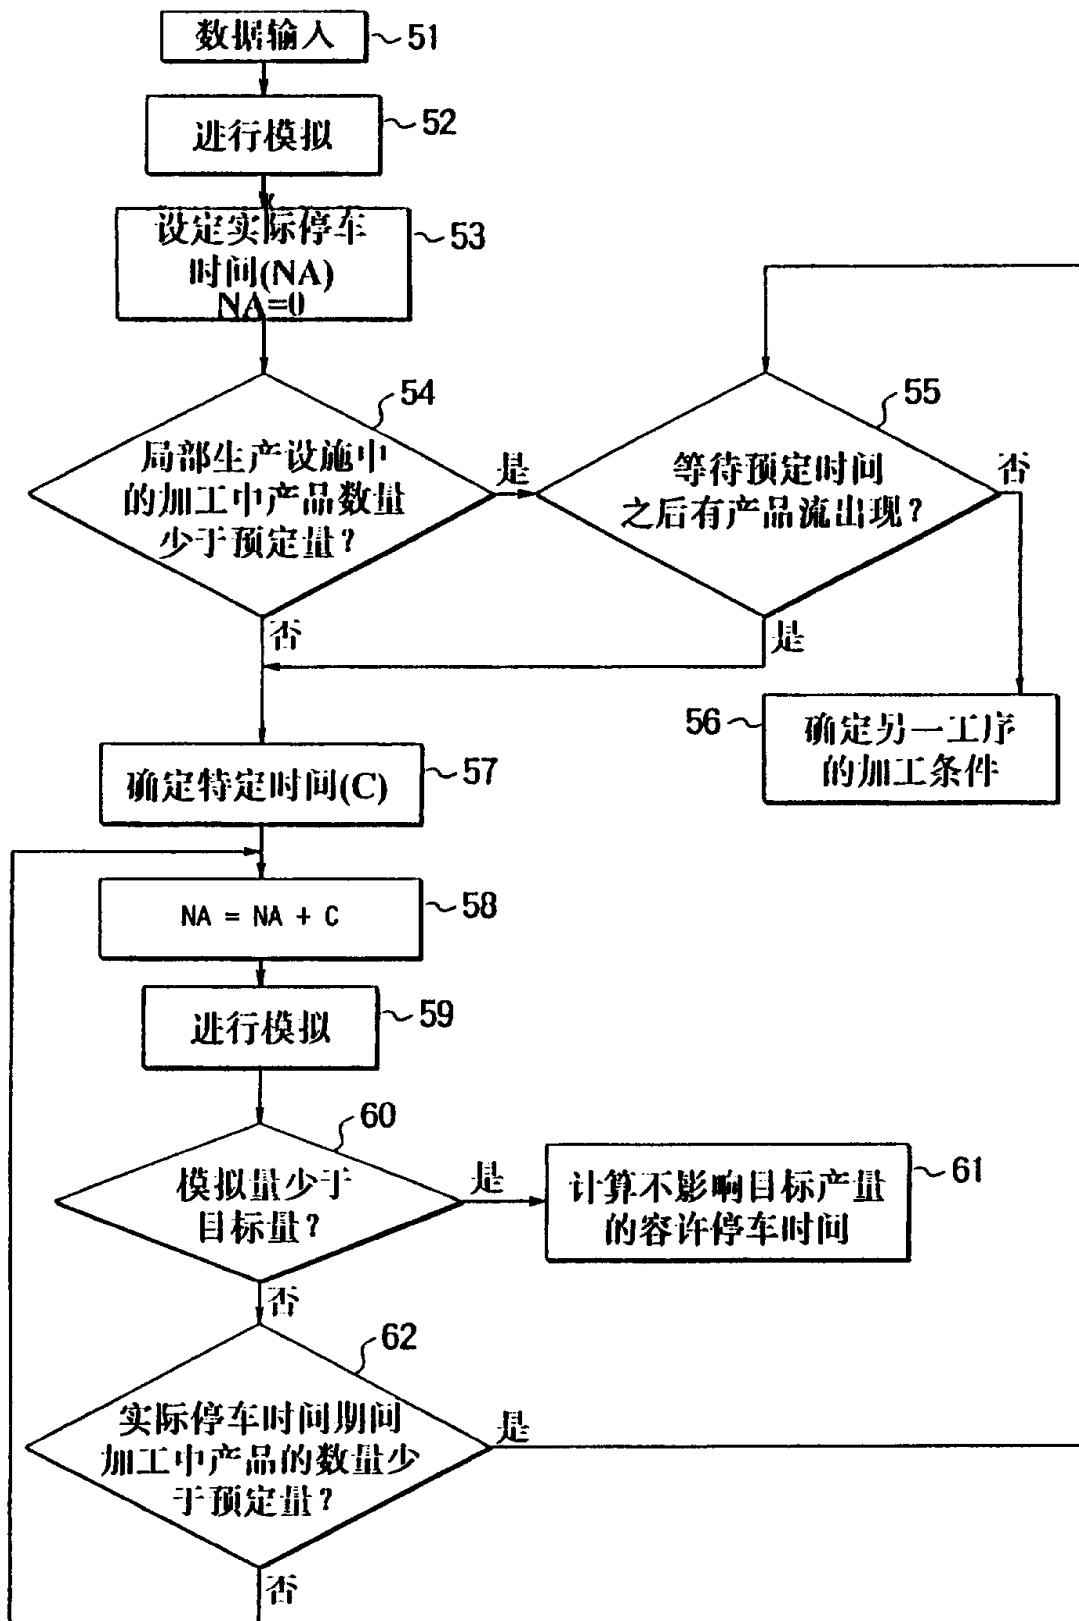 数据输入
51
进行模拟
52
设定实际停车
时间(NA)
NA=0
53
54
局部生产设施中
的加工中产品数量
少于预定量?
是
否
55
等待预定时间
之后有产品流出现?
否
是
56
确定另一工序
的加工条件
确定特定时间(C)
57
NA = NA + C
58
进行模拟
59
60
模拟量少于
目标量?
是
否
计算不影响目标产量
的容许停车时间
61
62
实际停车时间期间
加工中产品的数量少
于预定量?
是
否